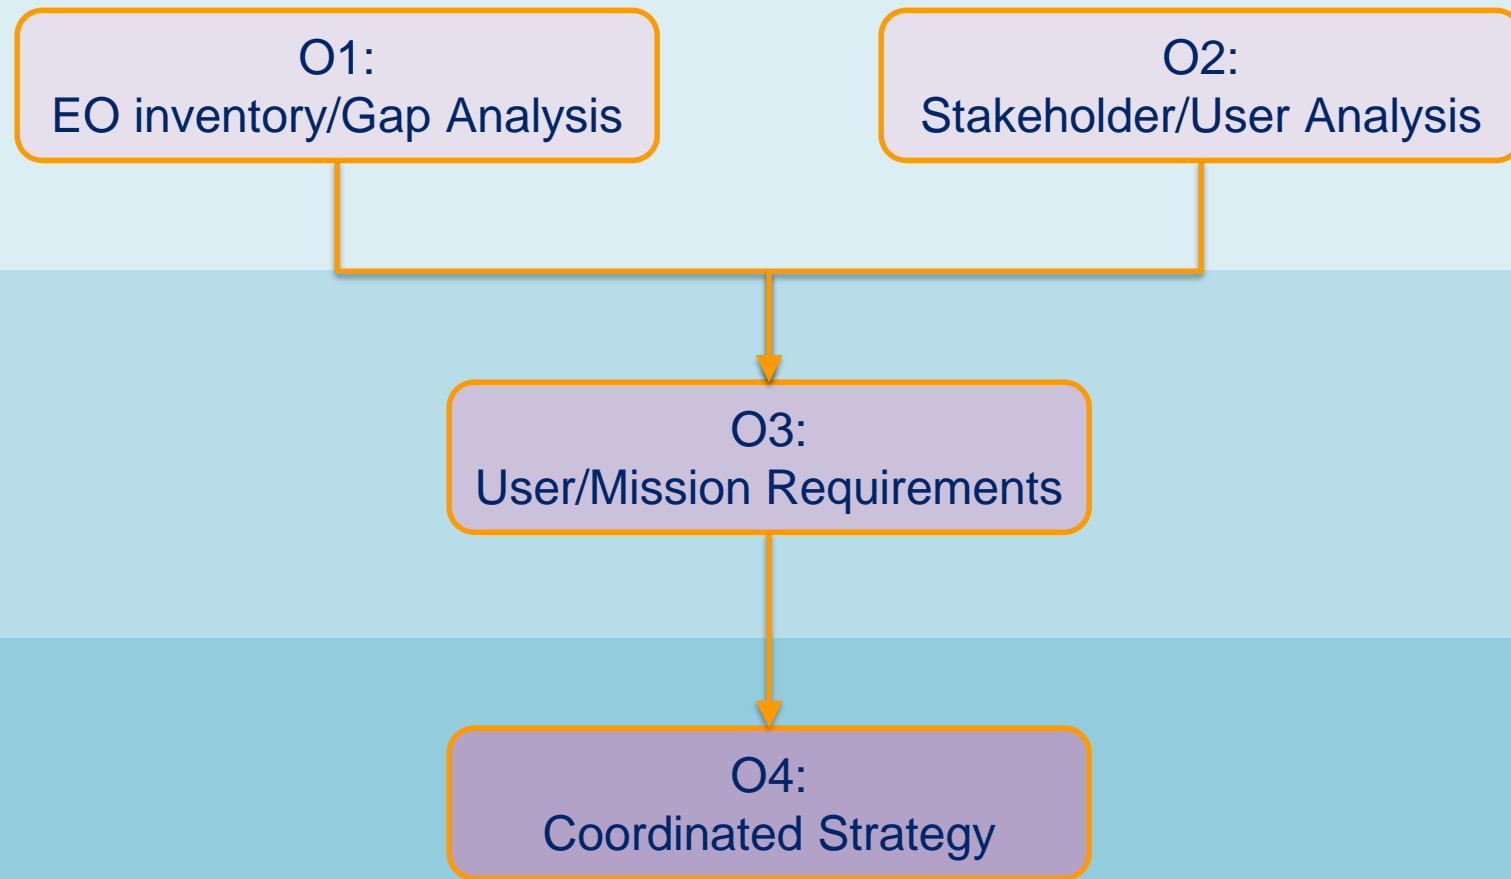 O1:
EO inventory/Gap Analysis
O2:
Stakeholder/User Analysis
O3:
User/Mission Requirements
O4:
Coordinated Strategy